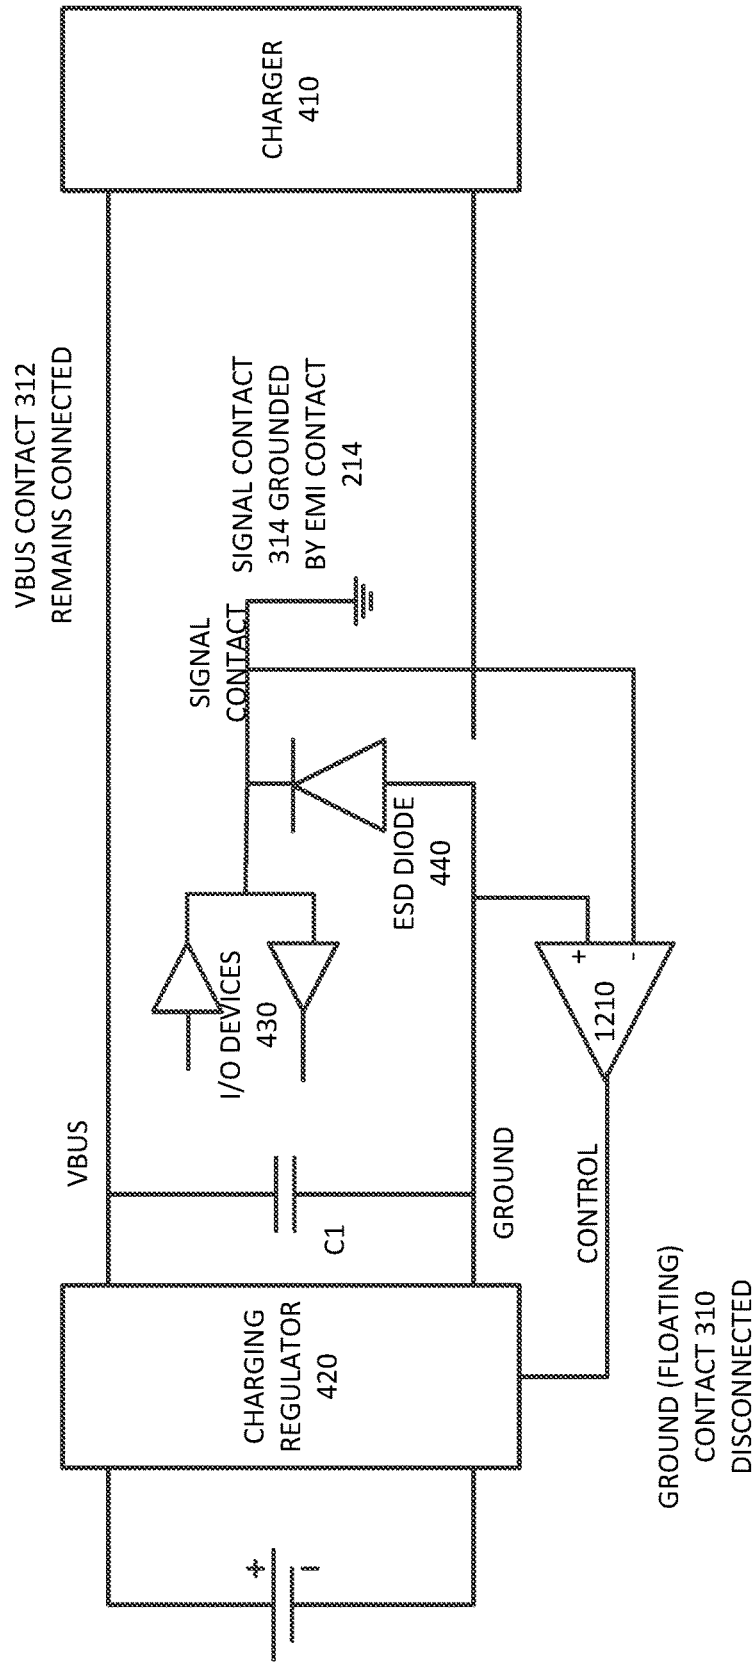 VBUS CONTACT 312
REMAINS CONNECTED
VBUS
CHARGER
410
SIGNAL CONTACT
314 GROUNDED
BY EMI CONTACT
214
SIGNAL
CONTACT
I/O DEVICES
430
ESD DIODE
440
C1
CHARGING
REGULATOR
420
+
-
GROUND
+
-
1210
CONTROL
GROUND (FLOATING)
CONTACT 310
DISCONNECTED